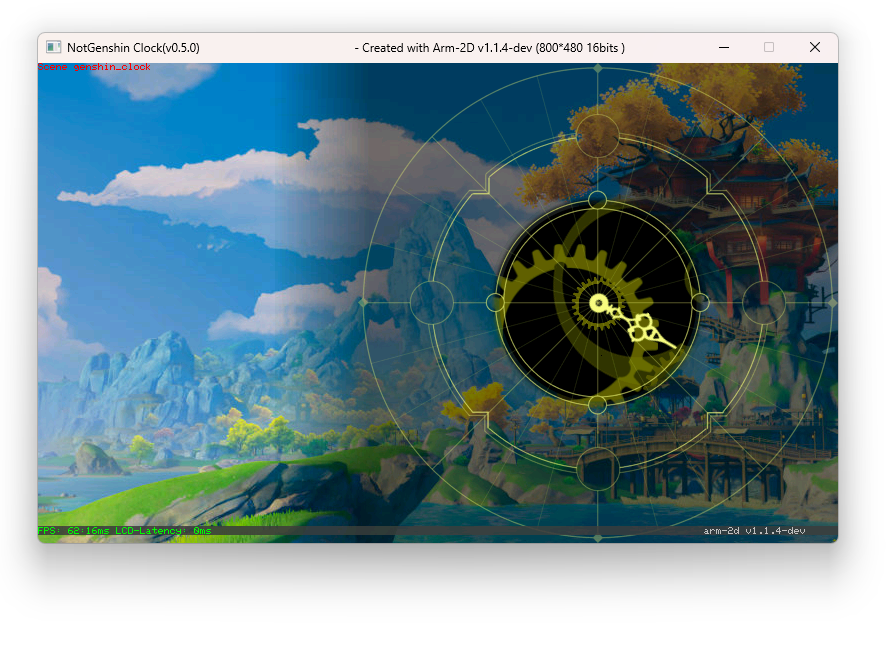 NotGenshin Clock(v0.5.0) - Created with Arm-2D v1.1.4-dev (800*480 16bits )
Scene genshin_clock
FPS: 62:16ms LCD-Latency: 0ms arm-2d v1.1.4-dev